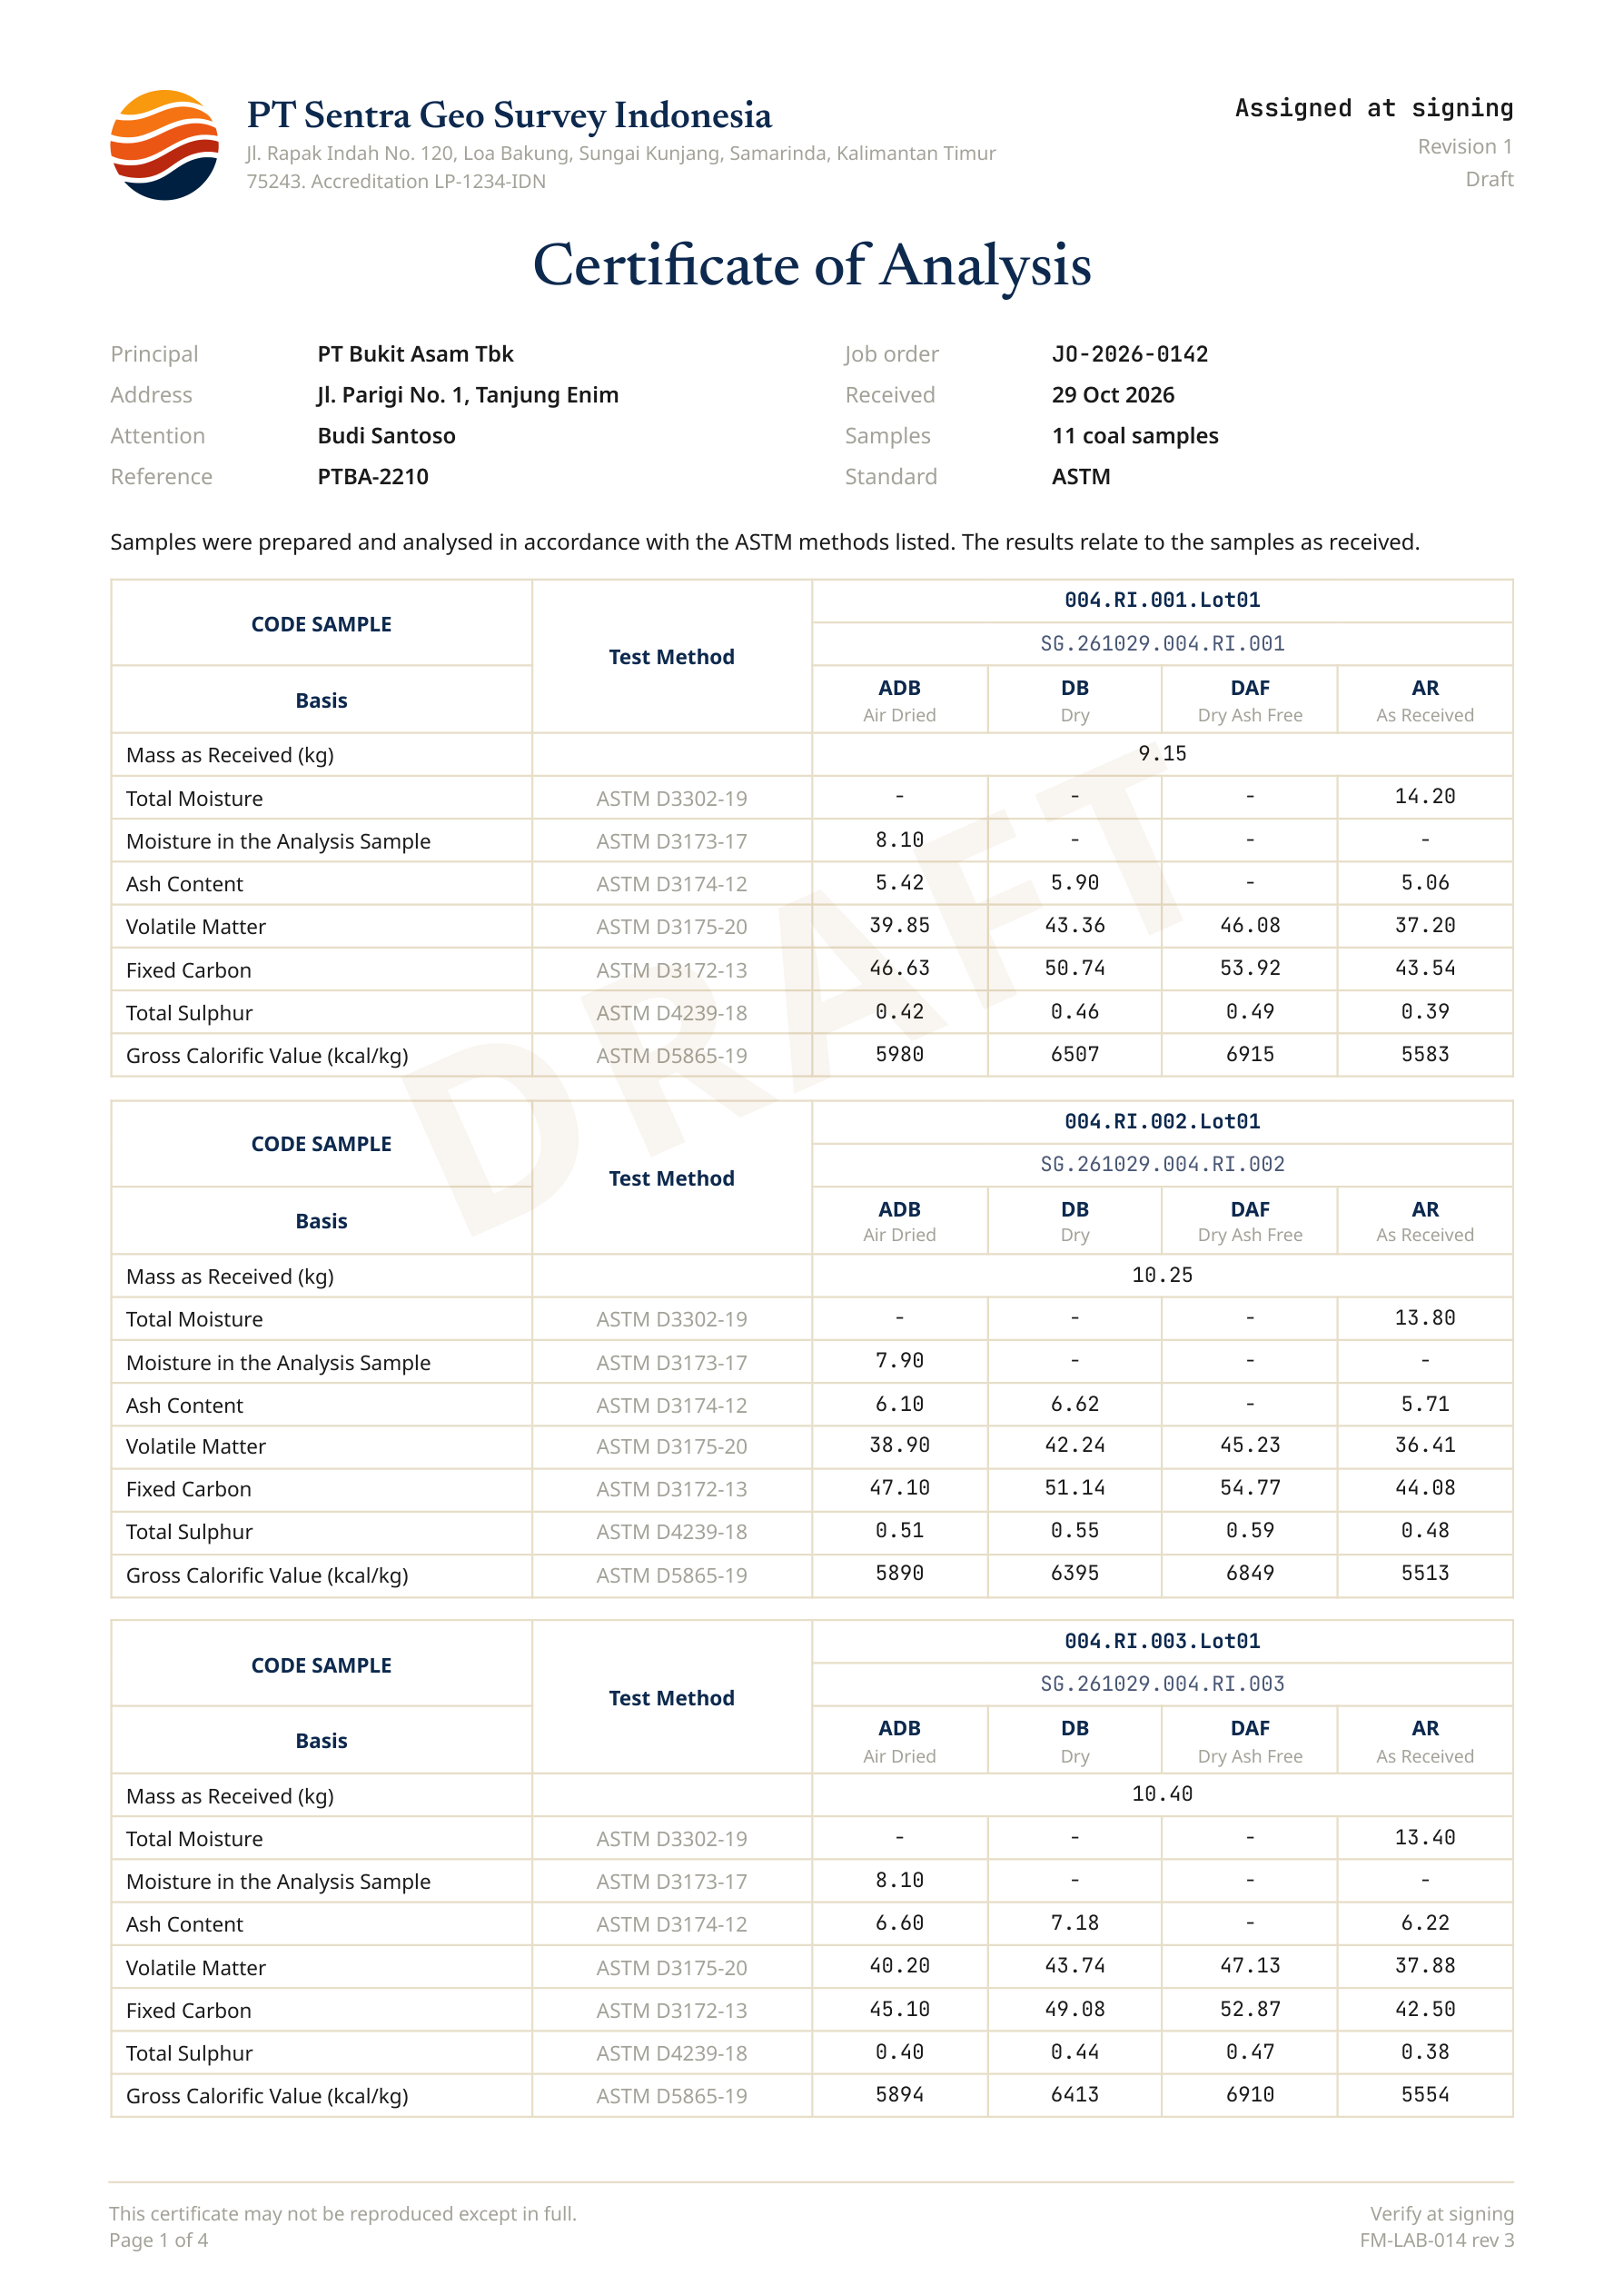 PT Sentra Geo Survey Indonesia
Jl. Rapak Indah No. 120, Loa Bakung, Sungai Kunjang, Samarinda, Kalimantan Timur
75243. Accreditation LP-1234-IDN
Assigned at signing
Revision 1
Draft
Certificate of Analysis
Principal PT Bukit Asam Tbk Job order JO-2026-0142
Address Jl. Parigi No. 1, Tanjung Enim Received 29 Oct 2026
Attention Budi Santoso Samples 11 coal samples
Reference PTBA-2210 Standard ASTM
Samples were prepared and analysed in accordance with the ASTM methods listed. The results relate to the samples as received.
CODE SAMPLE Test Method 004.RI.001.Lot01
SG.261029.004.RI.001
Basis ADB DB DAF AR
Air Dried Dry Dry Ash Free As Received
Mass as Received (kg) 9.15
Total Moisture ASTM D3302-19 - - - 14.20
Moisture in the Analysis Sample ASTM D3173-17 8.10 - - -
Ash Content ASTM D3174-12 5.42 5.90 - 5.06
Volatile Matter ASTM D3175-20 39.85 43.36 46.08 37.20
Fixed Carbon ASTM D3172-13 46.63 50.74 53.92 43.54
Total Sulphur ASTM D4239-18 0.42 0.46 0.49 0.39
Gross Calorific Value (kcal/kg) ASTM D5865-19 5980 6507 6915 5583
DRAFT
CODE SAMPLE Test Method 004.RI.002.Lot01
SG.261029.004.RI.002
Basis ADB DB DAF AR
Air Dried Dry Dry Ash Free As Received
Mass as Received (kg) 10.25
Total Moisture ASTM D3302-19 - - - 13.80
Moisture in the Analysis Sample ASTM D3173-17 7.90 - - -
Ash Content ASTM D3174-12 6.10 6.62 - 5.71
Volatile Matter ASTM D3175-20 38.90 42.24 45.23 36.41
Fixed Carbon ASTM D3172-13 47.10 51.14 54.77 44.08
Total Sulphur ASTM D4239-18 0.51 0.55 0.59 0.48
Gross Calorific Value (kcal/kg) ASTM D5865-19 5890 6395 6849 5513
CODE SAMPLE Test Method 004.RI.003.Lot01
SG.261029.004.RI.003
Basis ADB DB DAF AR
Air Dried Dry Dry Ash Free As Received
Mass as Received (kg) 10.40
Total Moisture ASTM D3302-19 - - - 13.40
Moisture in the Analysis Sample ASTM D3173-17 8.10 - - -
Ash Content ASTM D3174-12 6.60 7.18 - 6.22
Volatile Matter ASTM D3175-20 40.20 43.74 47.13 37.88
Fixed Carbon ASTM D3172-13 45.10 49.08 52.87 42.50
Total Sulphur ASTM D4239-18 0.40 0.44 0.47 0.38
Gross Calorific Value (kcal/kg) ASTM D5865-19 5894 6413 6910 5554
This certificate may not be reproduced except in full. Verify at signing
Page 1 of 4 FM-LAB-014 rev 3